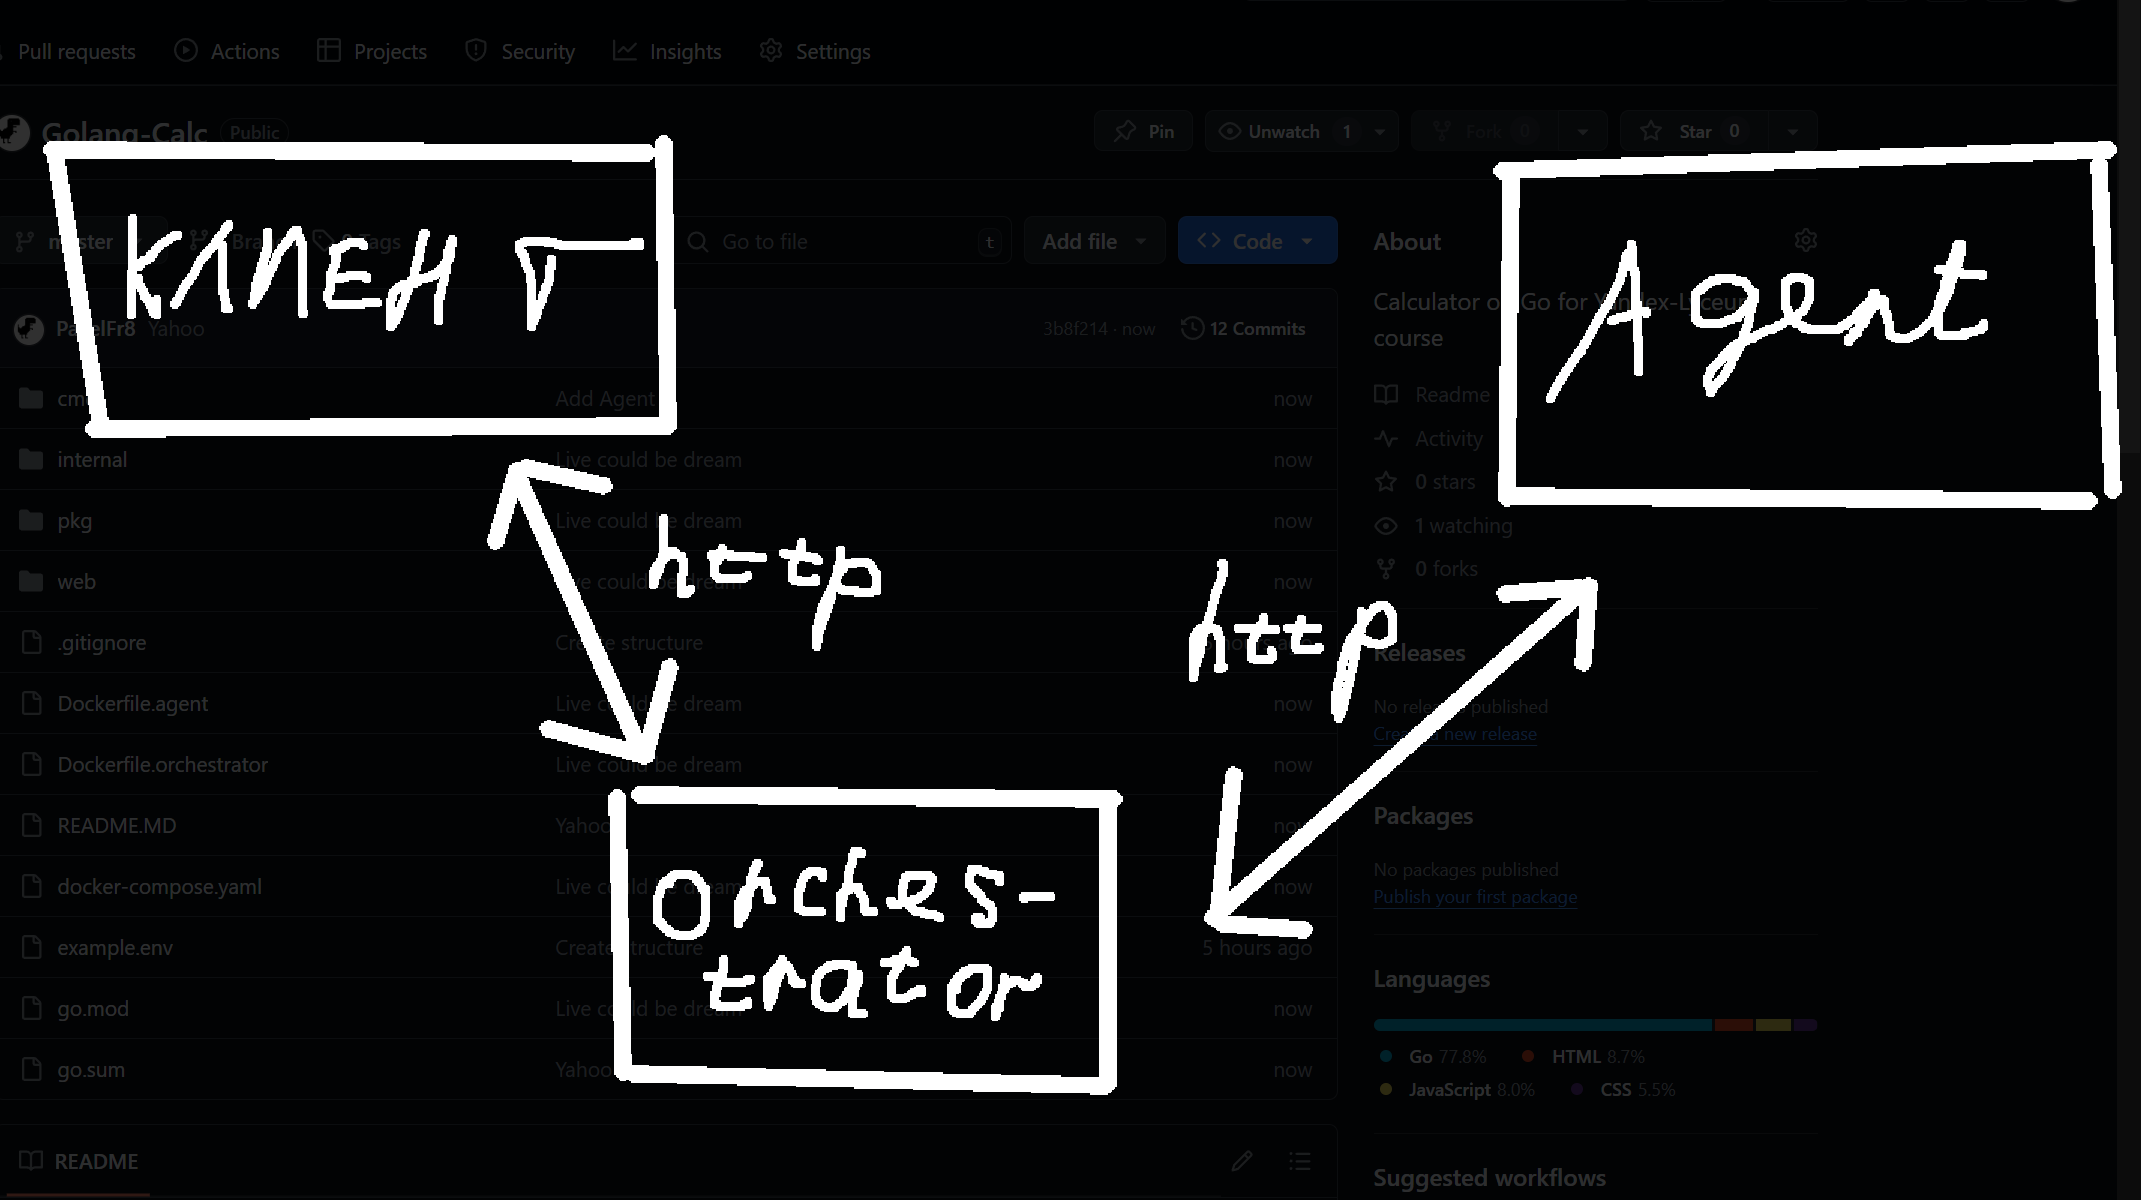 Pull requests
Actions
Projects
Security
Insights
Settings
Golang-Calc
Public
Pin
Unwatch 1
Fork 0
Star 0
КЛИЕНТ
Agent
master
Tags
Go to file
t
Add file
Code
About
Calculator on Go for Yandex-Lyceum
course
PavelFr8 Yahoo
3b8f214 · now
12 Commits
Readme
Activity
0 stars
1 watching
0 forks
cmd
Add Agent
now
internal
Live could be dream
now
pkg
Live could be dream
now
web
Live could be dream
now
.gitignore
Create structure
5 hours ago
Dockerfile.agent
Live could be dream
now
Dockerfile.orchestrator
Live could be dream
now
README.MD
Yahoo
now
docker-compose.yaml
Live could be dream
now
example.env
Create structure
5 hours ago
go.mod
Live could be dream
now
go.sum
Yahoo
now
http
http
Orches-
trator
Releases
No releases published
Create a new release
Packages
No packages published
Publish your first package
Languages
Go 77.8%
HTML 8.7%
JavaScript 8.0%
CSS 5.5%
README
Suggested workflows